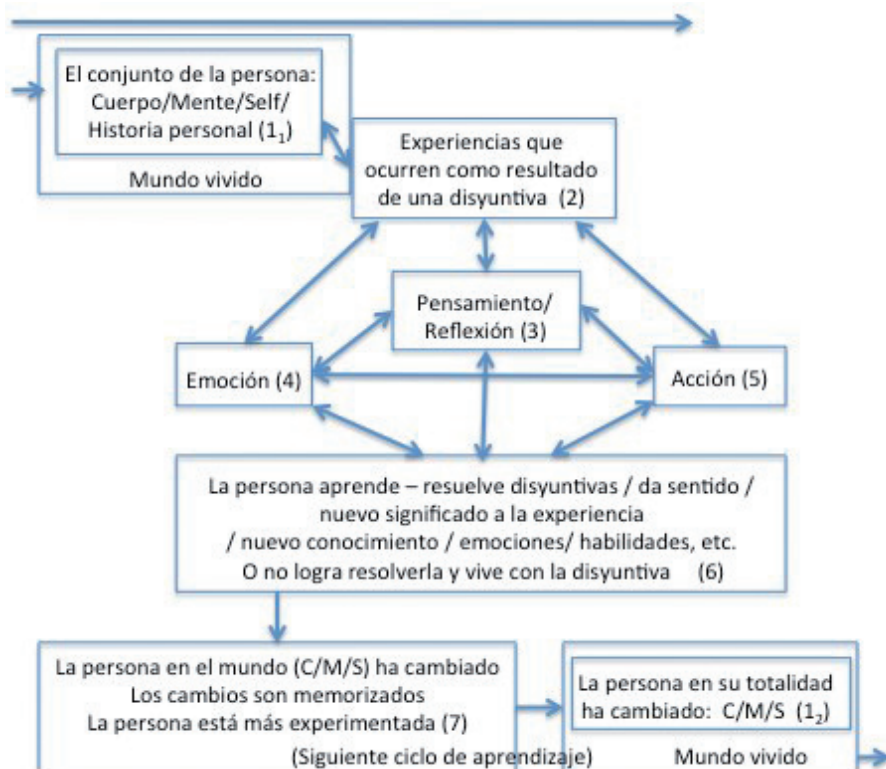 El conjunto de la persona:
Cuerpo/Mente/Self/
Historia personal (1₁)
Mundo vivido
Experiencias que
ocurren como resultado
de una disyuntiva (2)
Pensamiento/
Reflexión (3)
Emoción (4)
Acción (5)
La persona aprende – resuelve disyuntivas / da sentido /
nuevo significado a la experiencia
/ nuevo conocimiento / emociones/ habilidades, etc.
O no logra resolverla y vive con la disyuntiva (6)
La persona en el mundo (C/M/S) ha cambiado
Los cambios son memorizados
La persona está más experimentada (7)
(Siguiente ciclo de aprendizaje)
La persona en su totalidad
ha cambiado: C/M/S (1₂)
Mundo vivido